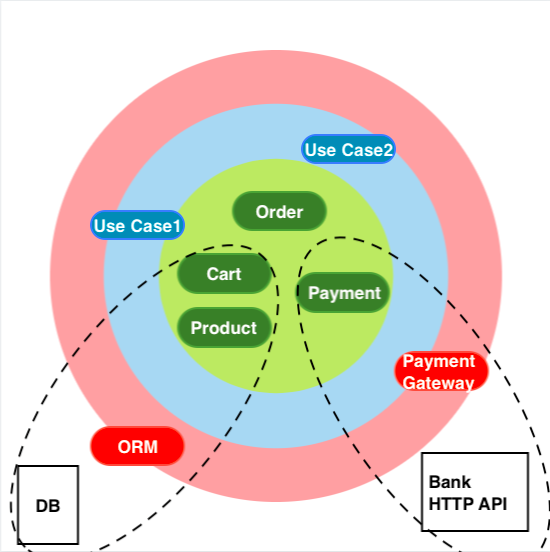 Use Case2
Order
Use Case1
Cart
Payment
Product
Payment
Gateway
ORM
Bank
HTTP API
DB